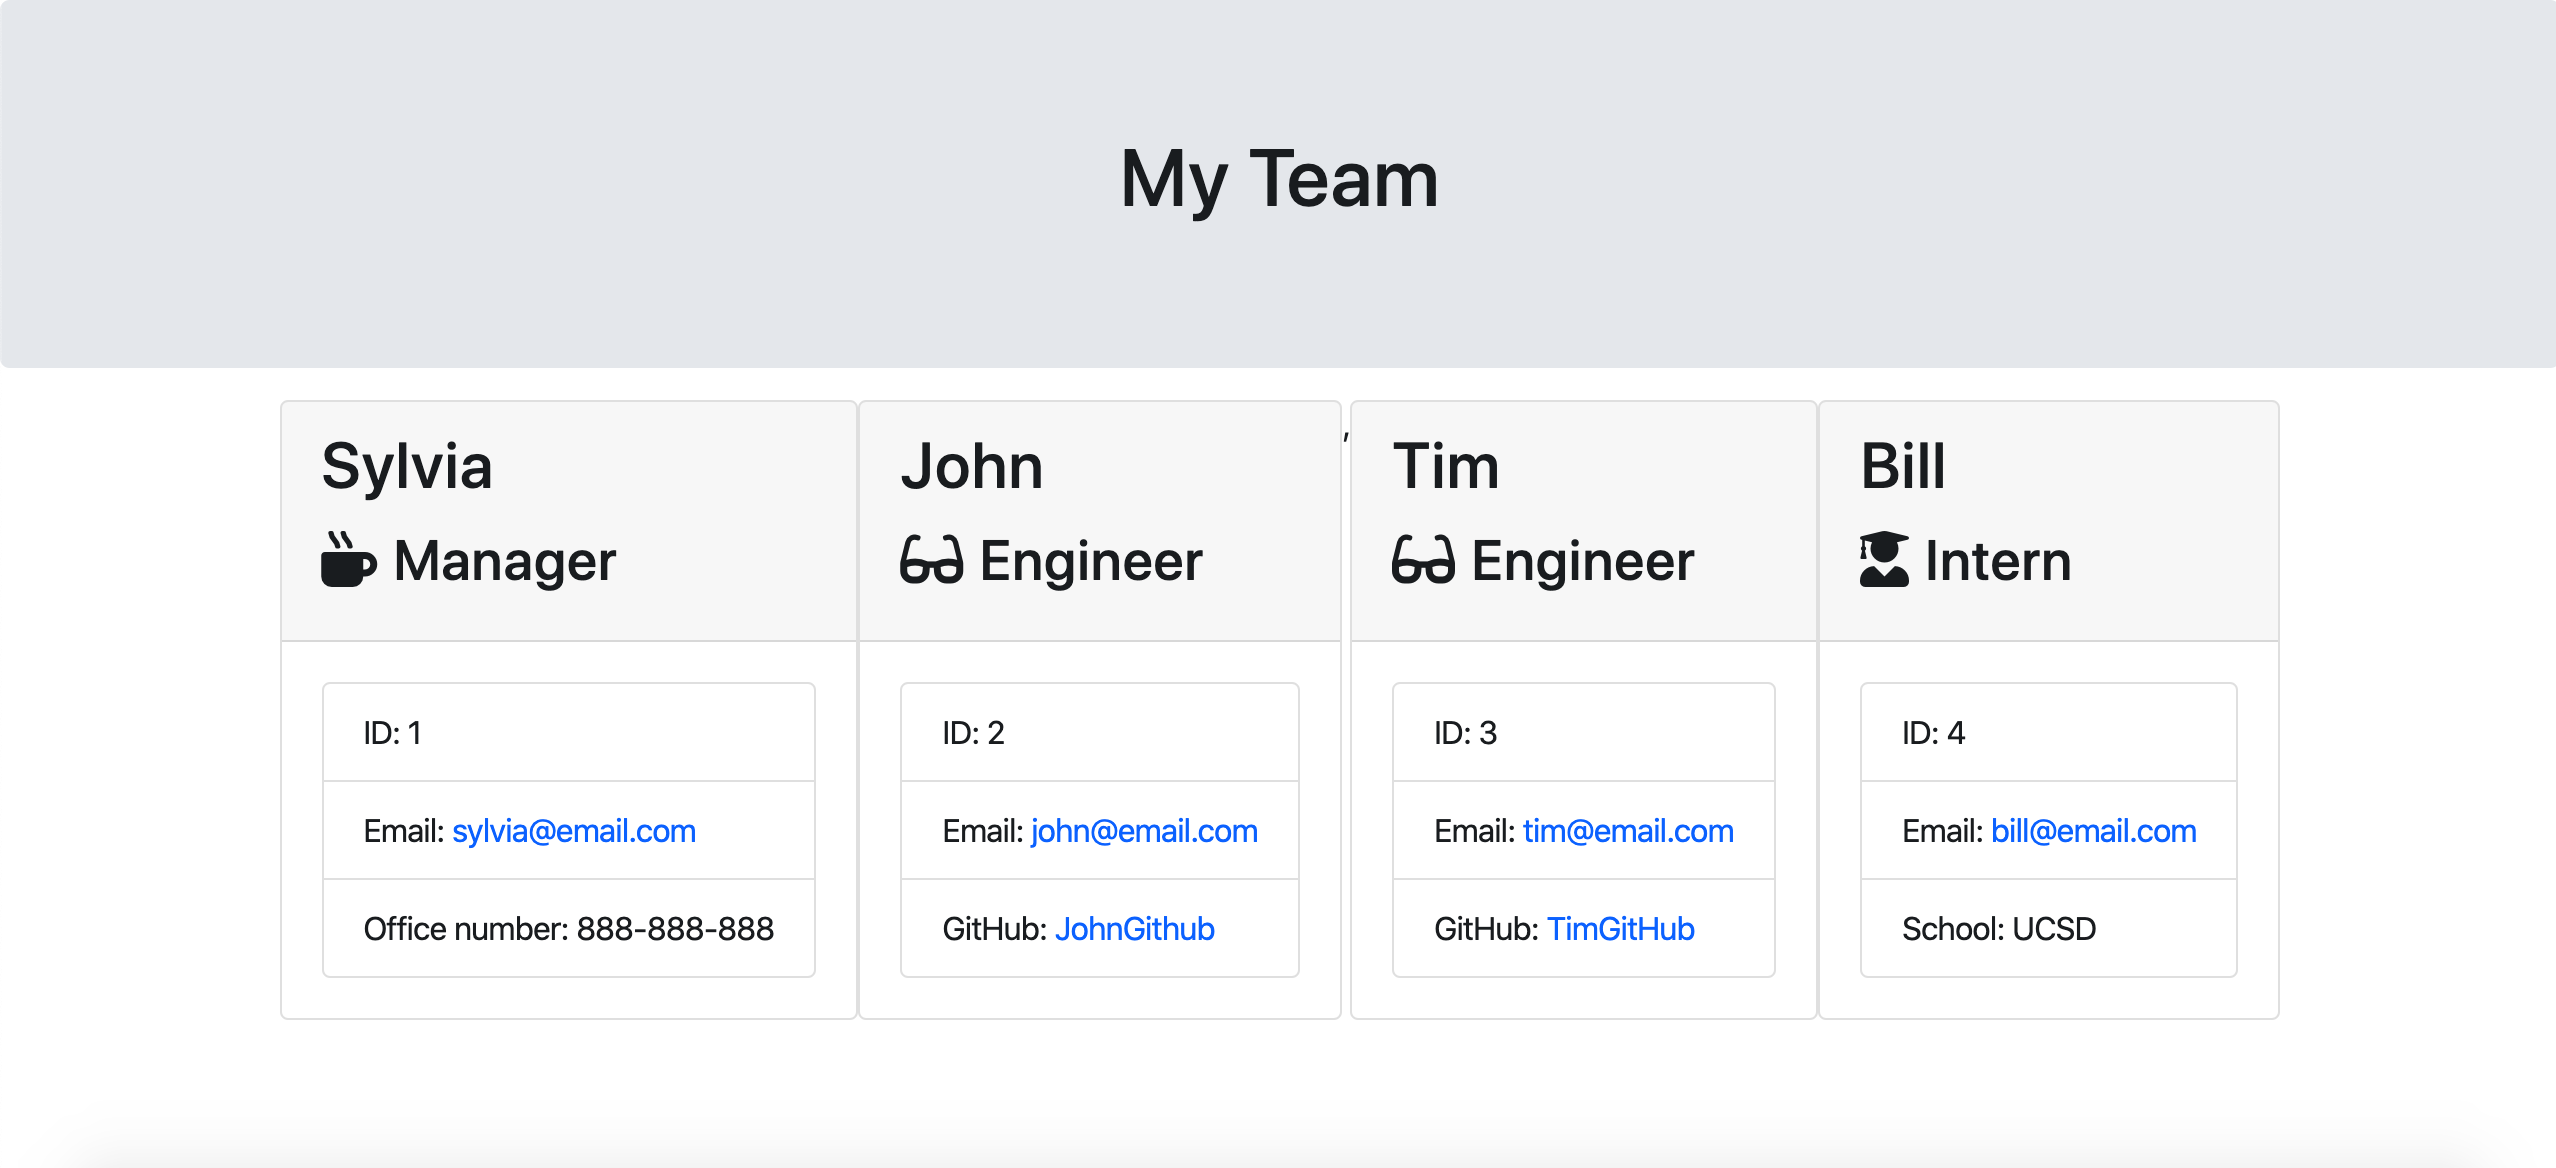 My Team
Sylvia
Manager
ID: 1
Email: sylvia@email.com
Office number: 888-888-888
John
Engineer
ID: 2
Email: john@email.com
GitHub: JohnGithub
,
Tim
Engineer
ID: 3
Email: tim@email.com
GitHub: TimGitHub
Bill
Intern
ID: 4
Email: bill@email.com
School: UCSD